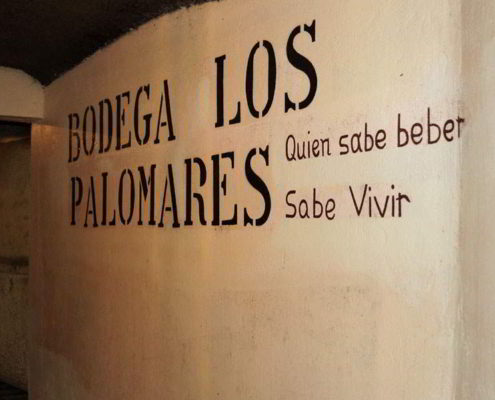 BODEGA LOS
PALOMARES
Quien sabe beber
Sabe Vivir